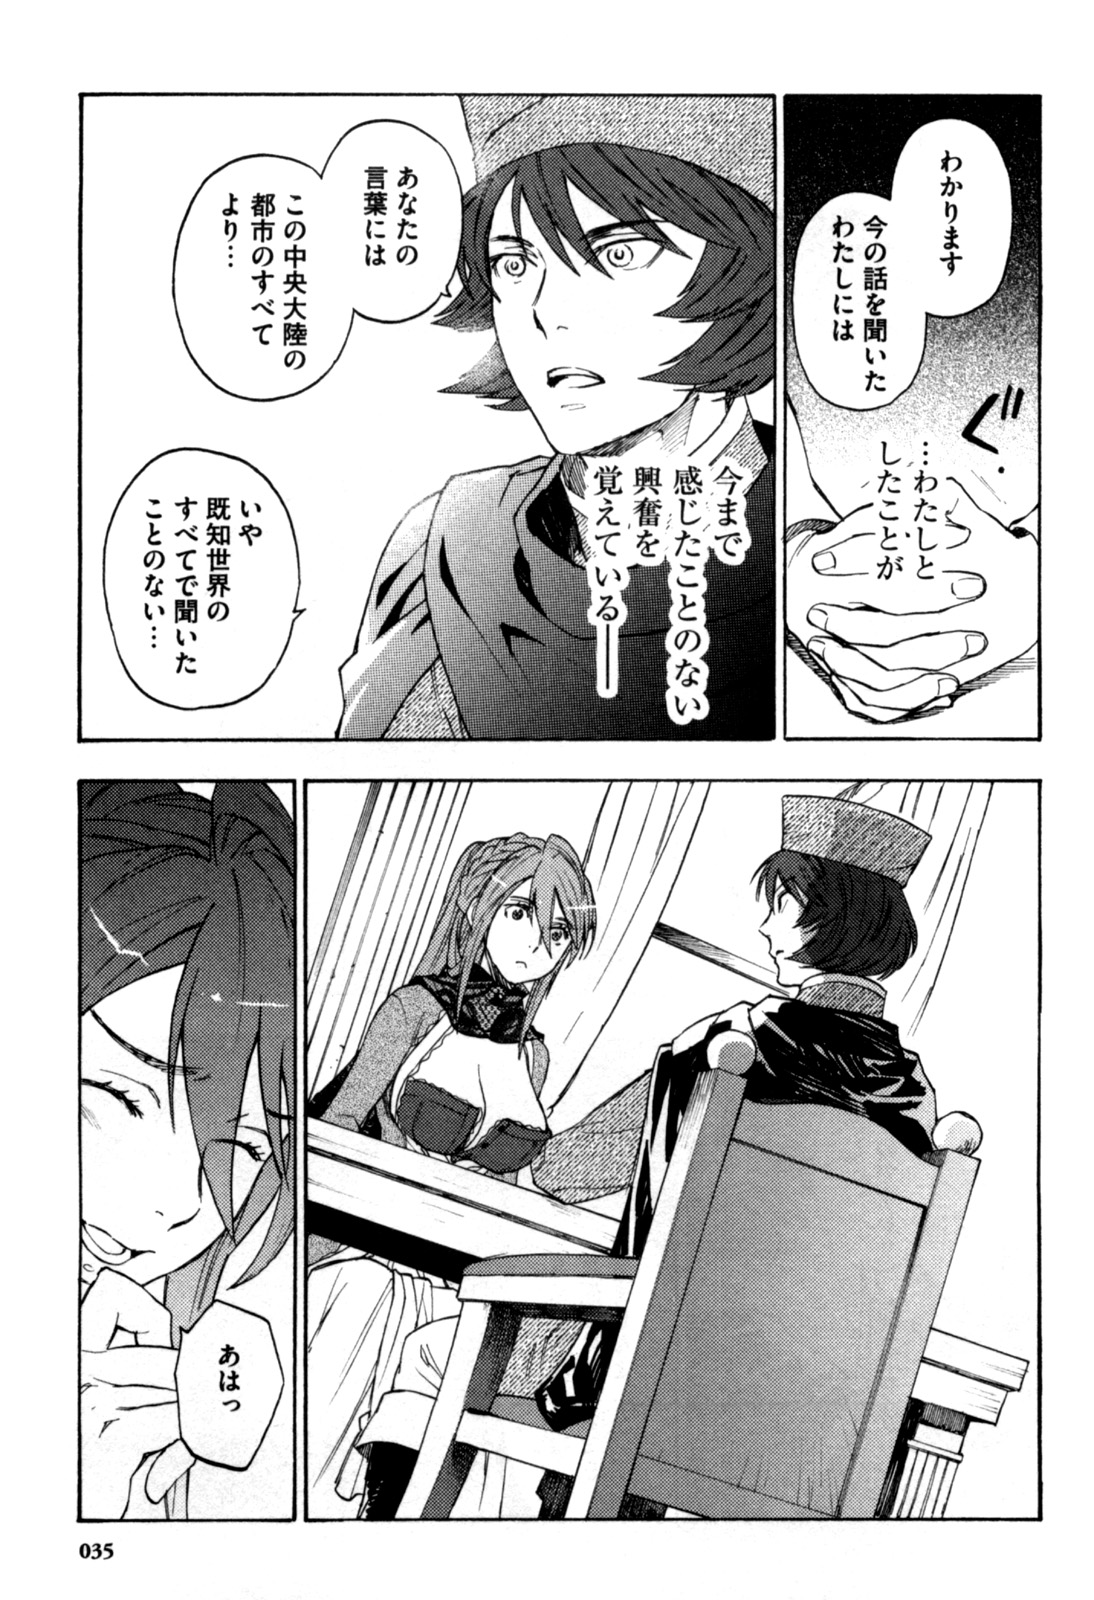 わかります
今の話を聞いた
わたしには
ぐっ
…わたしと
したことが
今まで
感じたことのない
興奮を
覚えている――
あなたの
言葉には
この中央大陸の
都市のすべて
より…
いや
既知世界の
すべてで聞いた
ことのない…
あはっ
035